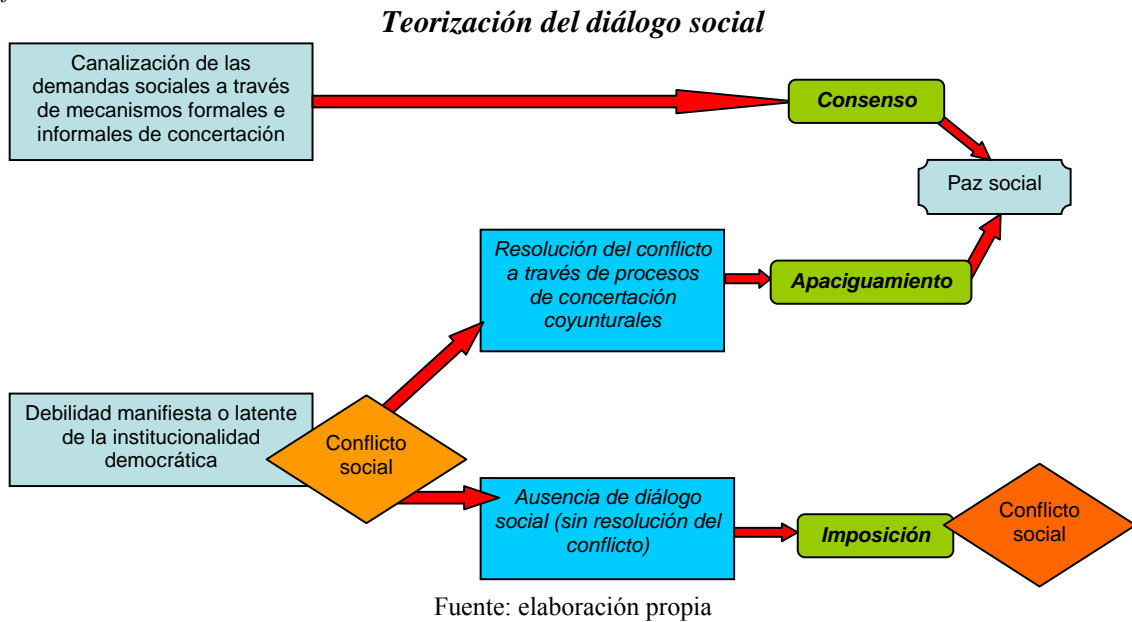 Teorización del diálogo social
Canalización de las
demandas sociales a través
de mecanismos formales e
informales de concertación
Consenso
Paz social
Resolución del conflicto
a través de procesos
de concertación
coyunturales
Apaciguamiento
Debilidad manifiesta o latente
de la institucionalidad
democrática
Conflicto
social
Ausencia de diálogo
social (sin resolución del
conflicto)
Imposición
Conflicto
social
Fuente: elaboración propia